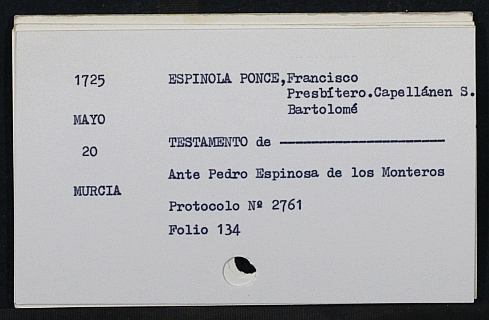 1725 ESPINOLA PONCE,Francisco
Presbítero.Capellánen S.
Bartolomé
MAYO
20 TESTAMENTO de --------------------
Ante Pedro Espinosa de los Monteros
MURCIA
Protocolo Nº 2761
Folio 134